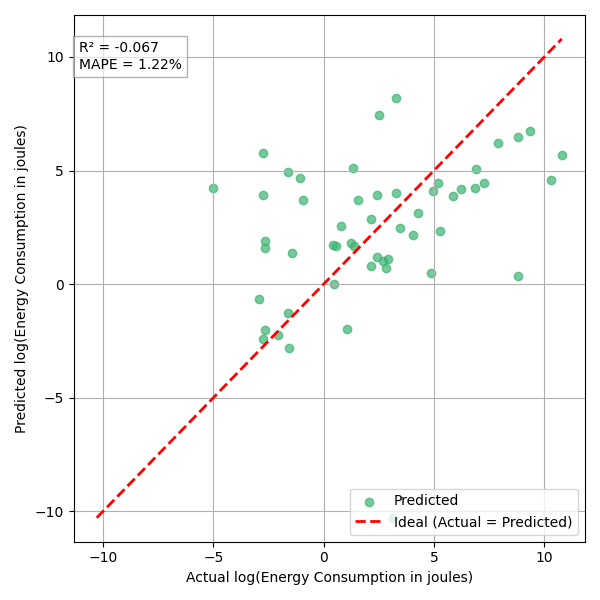 R² = -0.067
MAPE = 1.22%
Predicted log(Energy Consumption in joules)
10
5
0
−5
−10
Predicted
Ideal (Actual = Predicted)
−10
−5
0
5
10
Actual log(Energy Consumption in joules)